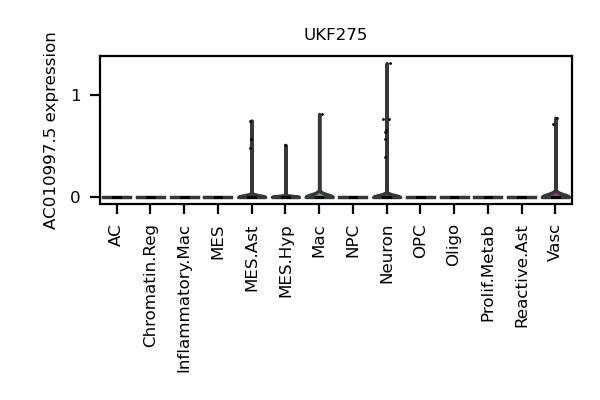 UKF275
AC010997.5 expression
1
0
AC
Chromatin.Reg
Inflammatory.Mac
MES
MES.Ast
MES.Hyp
Mac
NPC
Neuron
OPC
Oligo
Prolif.Metab
Reactive.Ast
Vasc